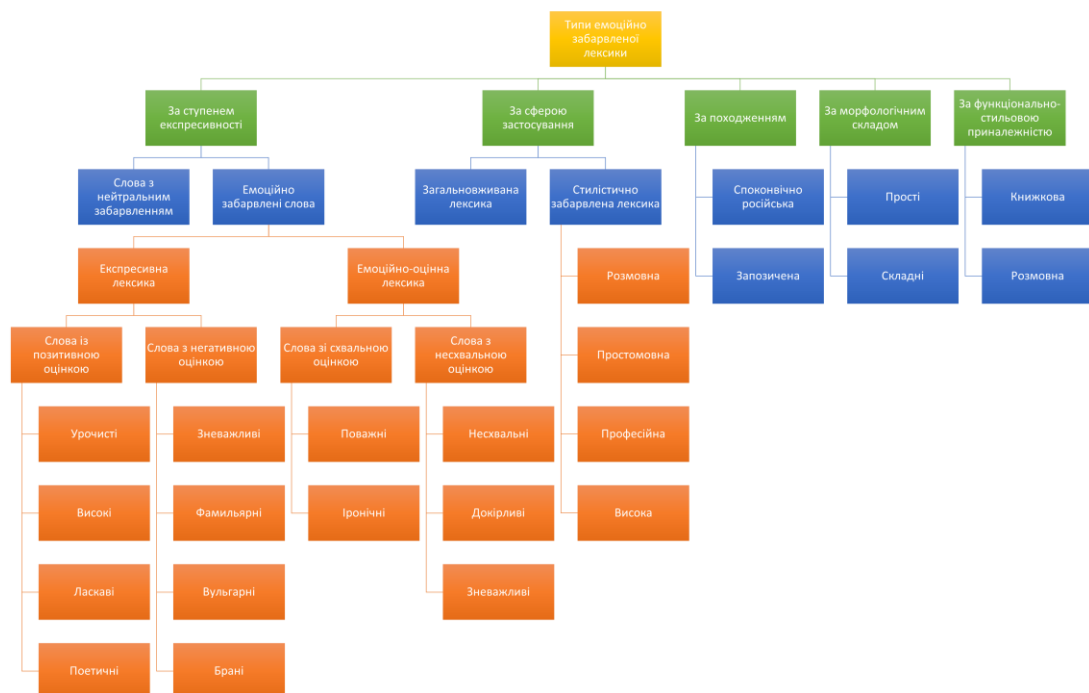 Типи емоційно
забарвленої
лексики
За ступенем
експресивності
За сферою
застосування
За походженням
За морфологічним
складом
За функціонально-
стильовою
приналежністю
Слова з
нейтральним
забарвленням
Емоційно
забарвлені слова
Загальновживана
лексика
Стилістично
забарвлена лексика
Споконвічно
російська
Прості
Книжкова
Експресивна
лексика
Емоційно-оцінна
лексика
Розмовна
Запозичена
Складні
Розмовна
Слова із
позитивною
оцінкою
Слова з негативною
оцінкою
Слова зі схвальною
оцінкою
Слова з
несхвальною
оцінкою
Простомовна
Урочисті
Зневажливі
Поважні
Несхвальні
Професійна
Високі
Фамильярні
Іронічні
Докірливі
Висока
Ласкаві
Вульгарні
Зневажливі
Поетичні
Брані